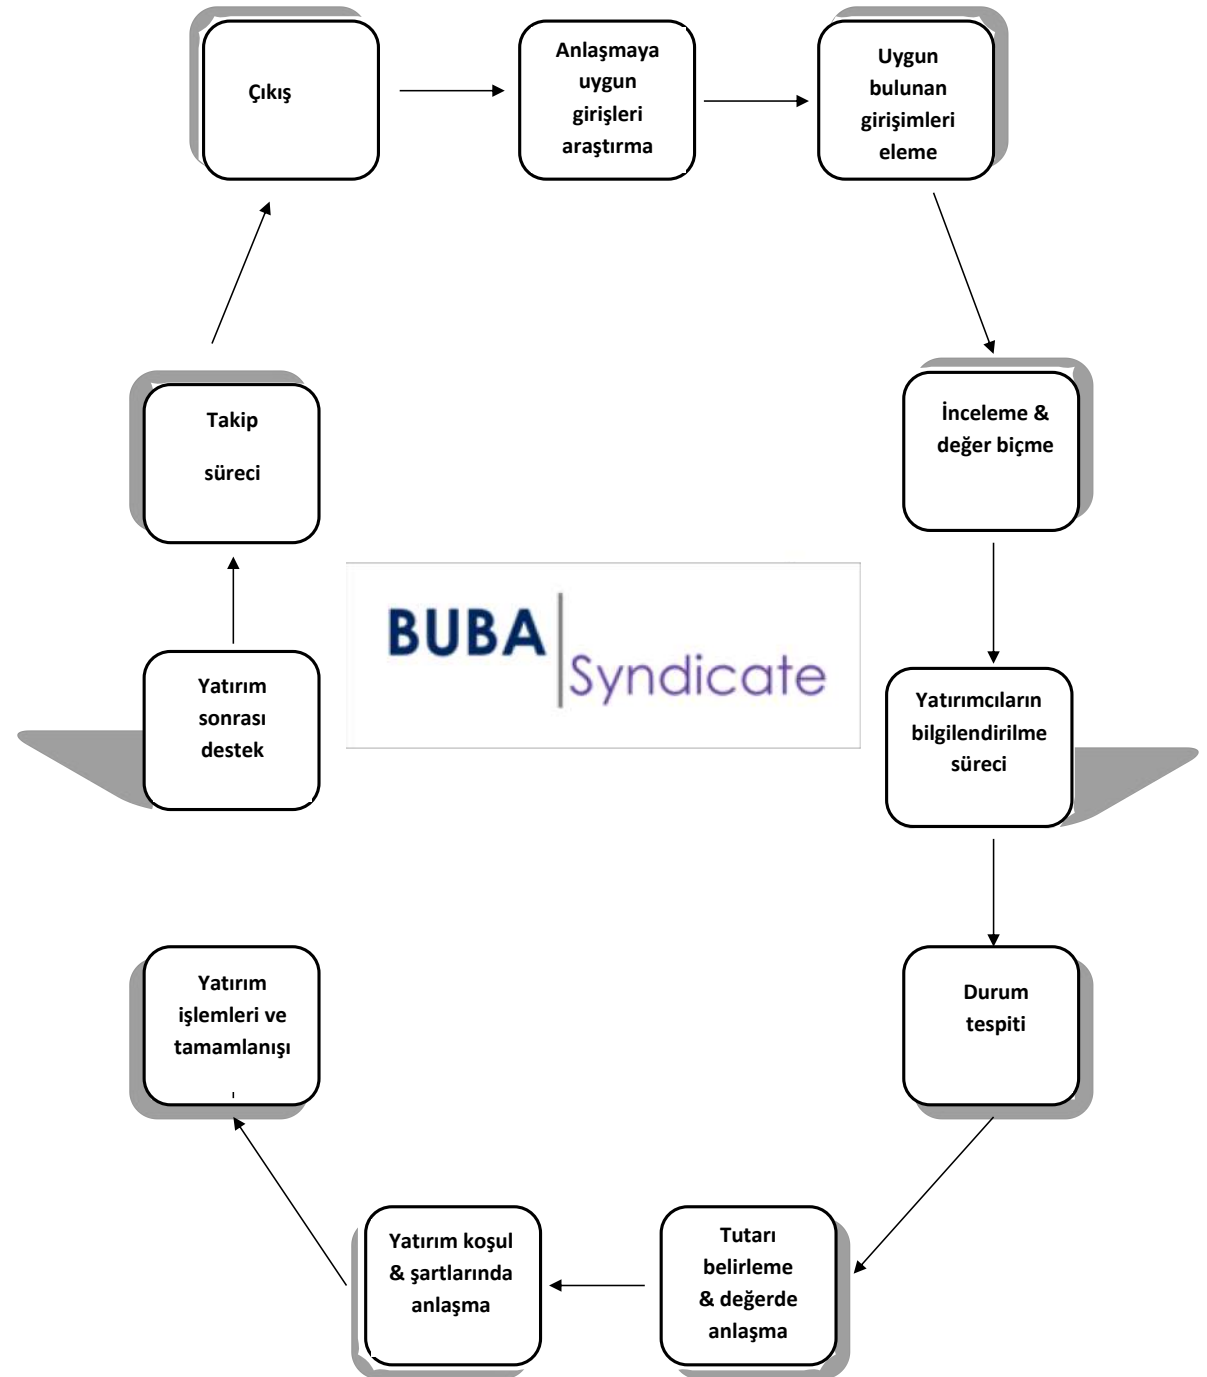 Çıkış
Anlaşmaya
uygun
girişleri
araştırma
Uygun
bulunan
girişimleri
eleme
İnceleme &
değer biçme
Yatırımcıların
bilgilendirilme
süreci
Durum
tespiti
Tutarı
belirleme
& değerde
anlaşma
Yatırım koşul
& şartlarında
anlaşma
Yatırım
işlemleri ve
tamamlanışı
Yatırım
sonrası
destek
Takip
süreci
BUBA
Syndicate